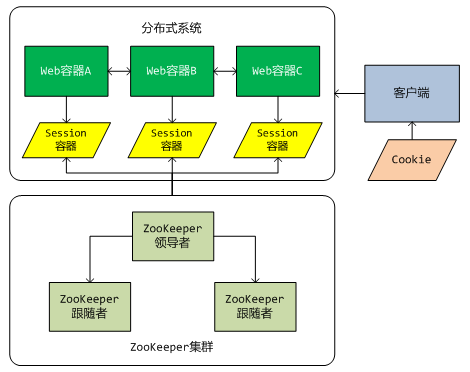 分布式系统
Web容器A
Web容器B
Web容器C
客户端
Session
容器
Session
容器
Session
容器
Cookie
ZooKeeper
领导者
ZooKeeper
跟随者
ZooKeeper
跟随者
ZooKeeper集群